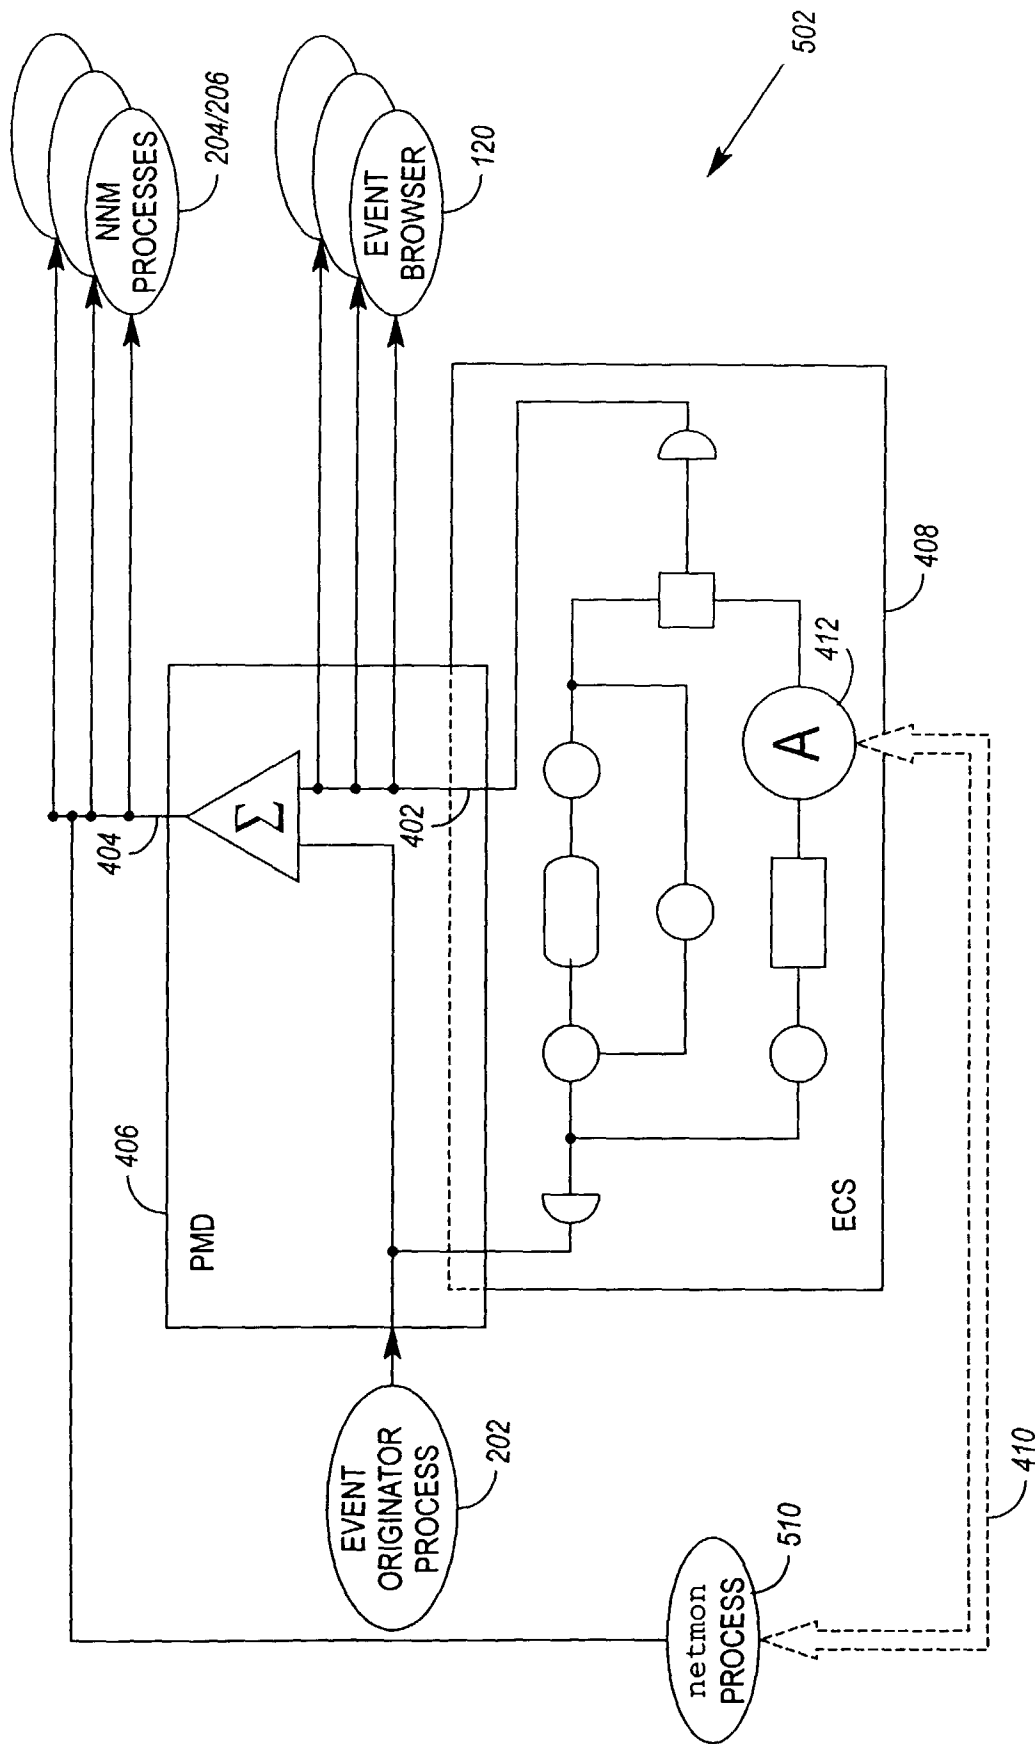 502
NNM
PROCESSES
204/206
EVENT
BROWSER
120
404
Σ
402
406
PMD
408
412
A
ECS
EVENT
ORIGINATOR
PROCESS
202
netmon
PROCESS
510
410